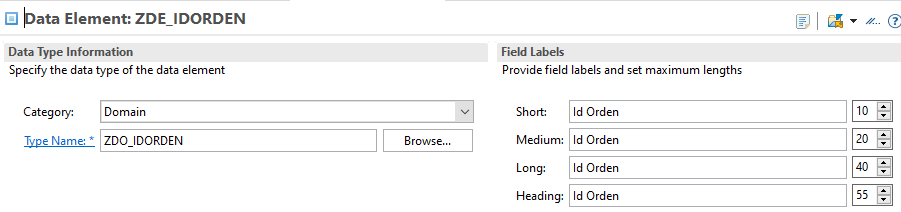 Data Element: ZDE_IDORDEN
Data Type Information
Specify the data type of the data element
Category: Domain
Type Name: * ZDO_IDORDEN Browse...
Field Labels
Provide field labels and set maximum lengths
Short: Id Orden 10
Medium: Id Orden 20
Long: Id Orden 40
Heading: Id Orden 55